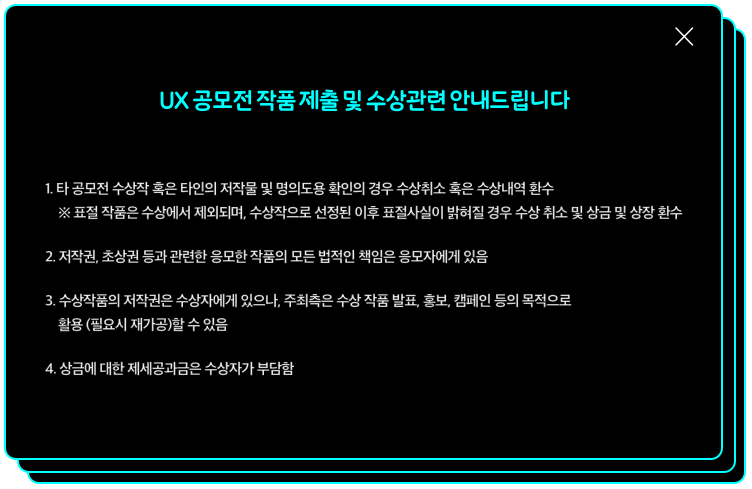 UX 공모전 작품 제출 및 수상관련 안내드립니다
1. 타 공모전 수상작 혹은 타인의 저작물 및 명의도용 확인의 경우 수상취소 혹은 수상내역 환수
※ 표절 작품은 수상에서 제외되며, 수상작으로 선정된 이후 표절사실이 밝혀질 경우 수상 취소 및 상금 및 상장 환수
2. 저작권, 초상권 등과 관련한 응모한 작품의 모든 법적인 책임은 응모자에게 있음
3. 수상작품의 저작권은 수상자에게 있으나, 주최측은 수상 작품 발표, 홍보, 캠페인 등의 목적으로
활용 (필요시 재가공)할 수 있음
4. 상금에 대한 제세공과금은 수상자가 부담함